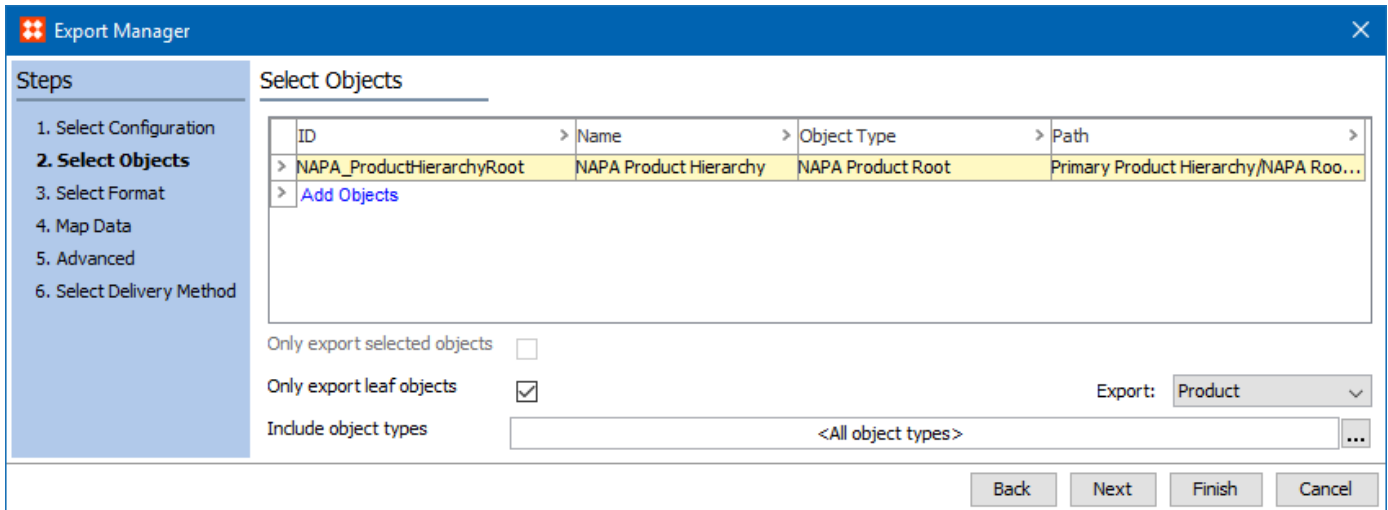 Export Manager
Steps
1. Select Configuration
2. Select Objects
3. Select Format
4. Map Data
5. Advanced
6. Select Delivery Method
Select Objects
ID > Name > Object Type > Path >
> NAPA_ProductHierarchyRoot NAPA Product Hierarchy NAPA Product Root Primary Product Hierarchy/NAPA Roo...
> Add Objects
Only export selected objects
Only export leaf objects
Export: Product
Include object types <All object types> ...
Back Next Finish Cancel